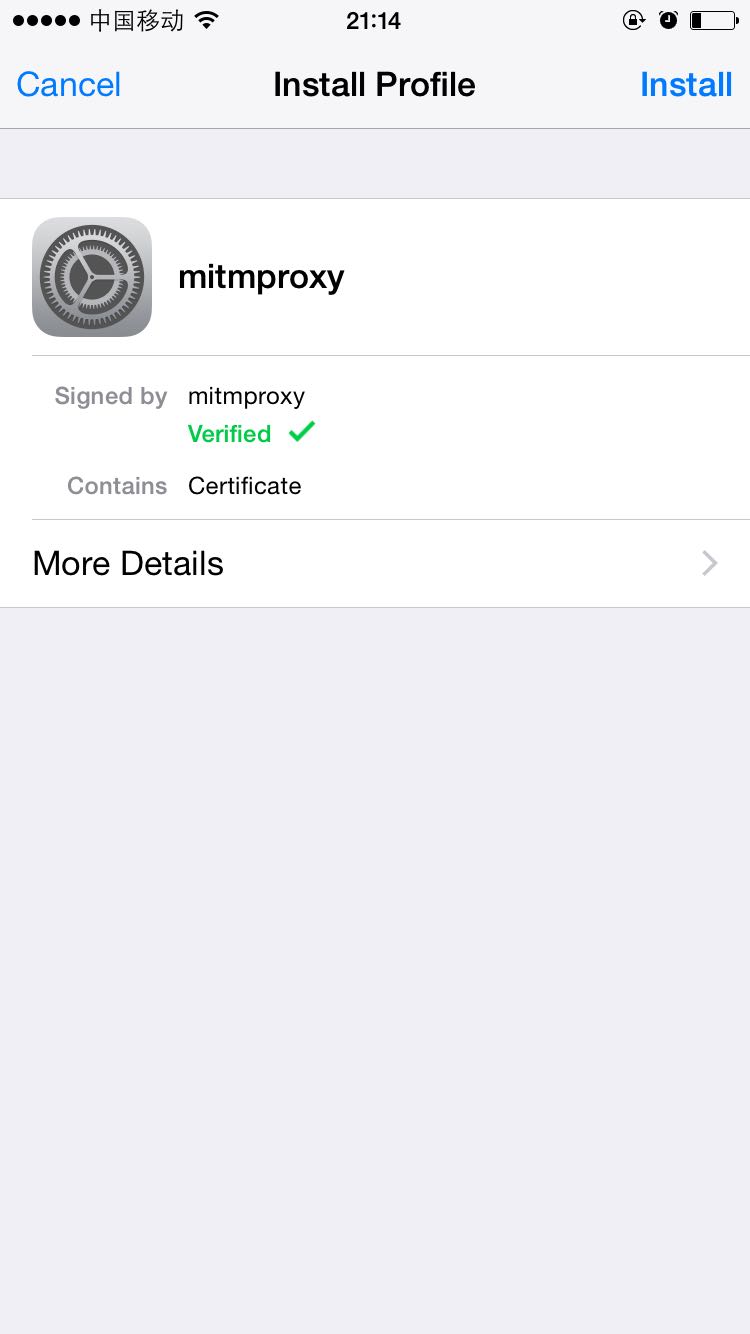 中国移动 21:14
Cancel Install Profile Install
mitmproxy
Signed by mitmproxy
Verified
Contains Certificate
More Details